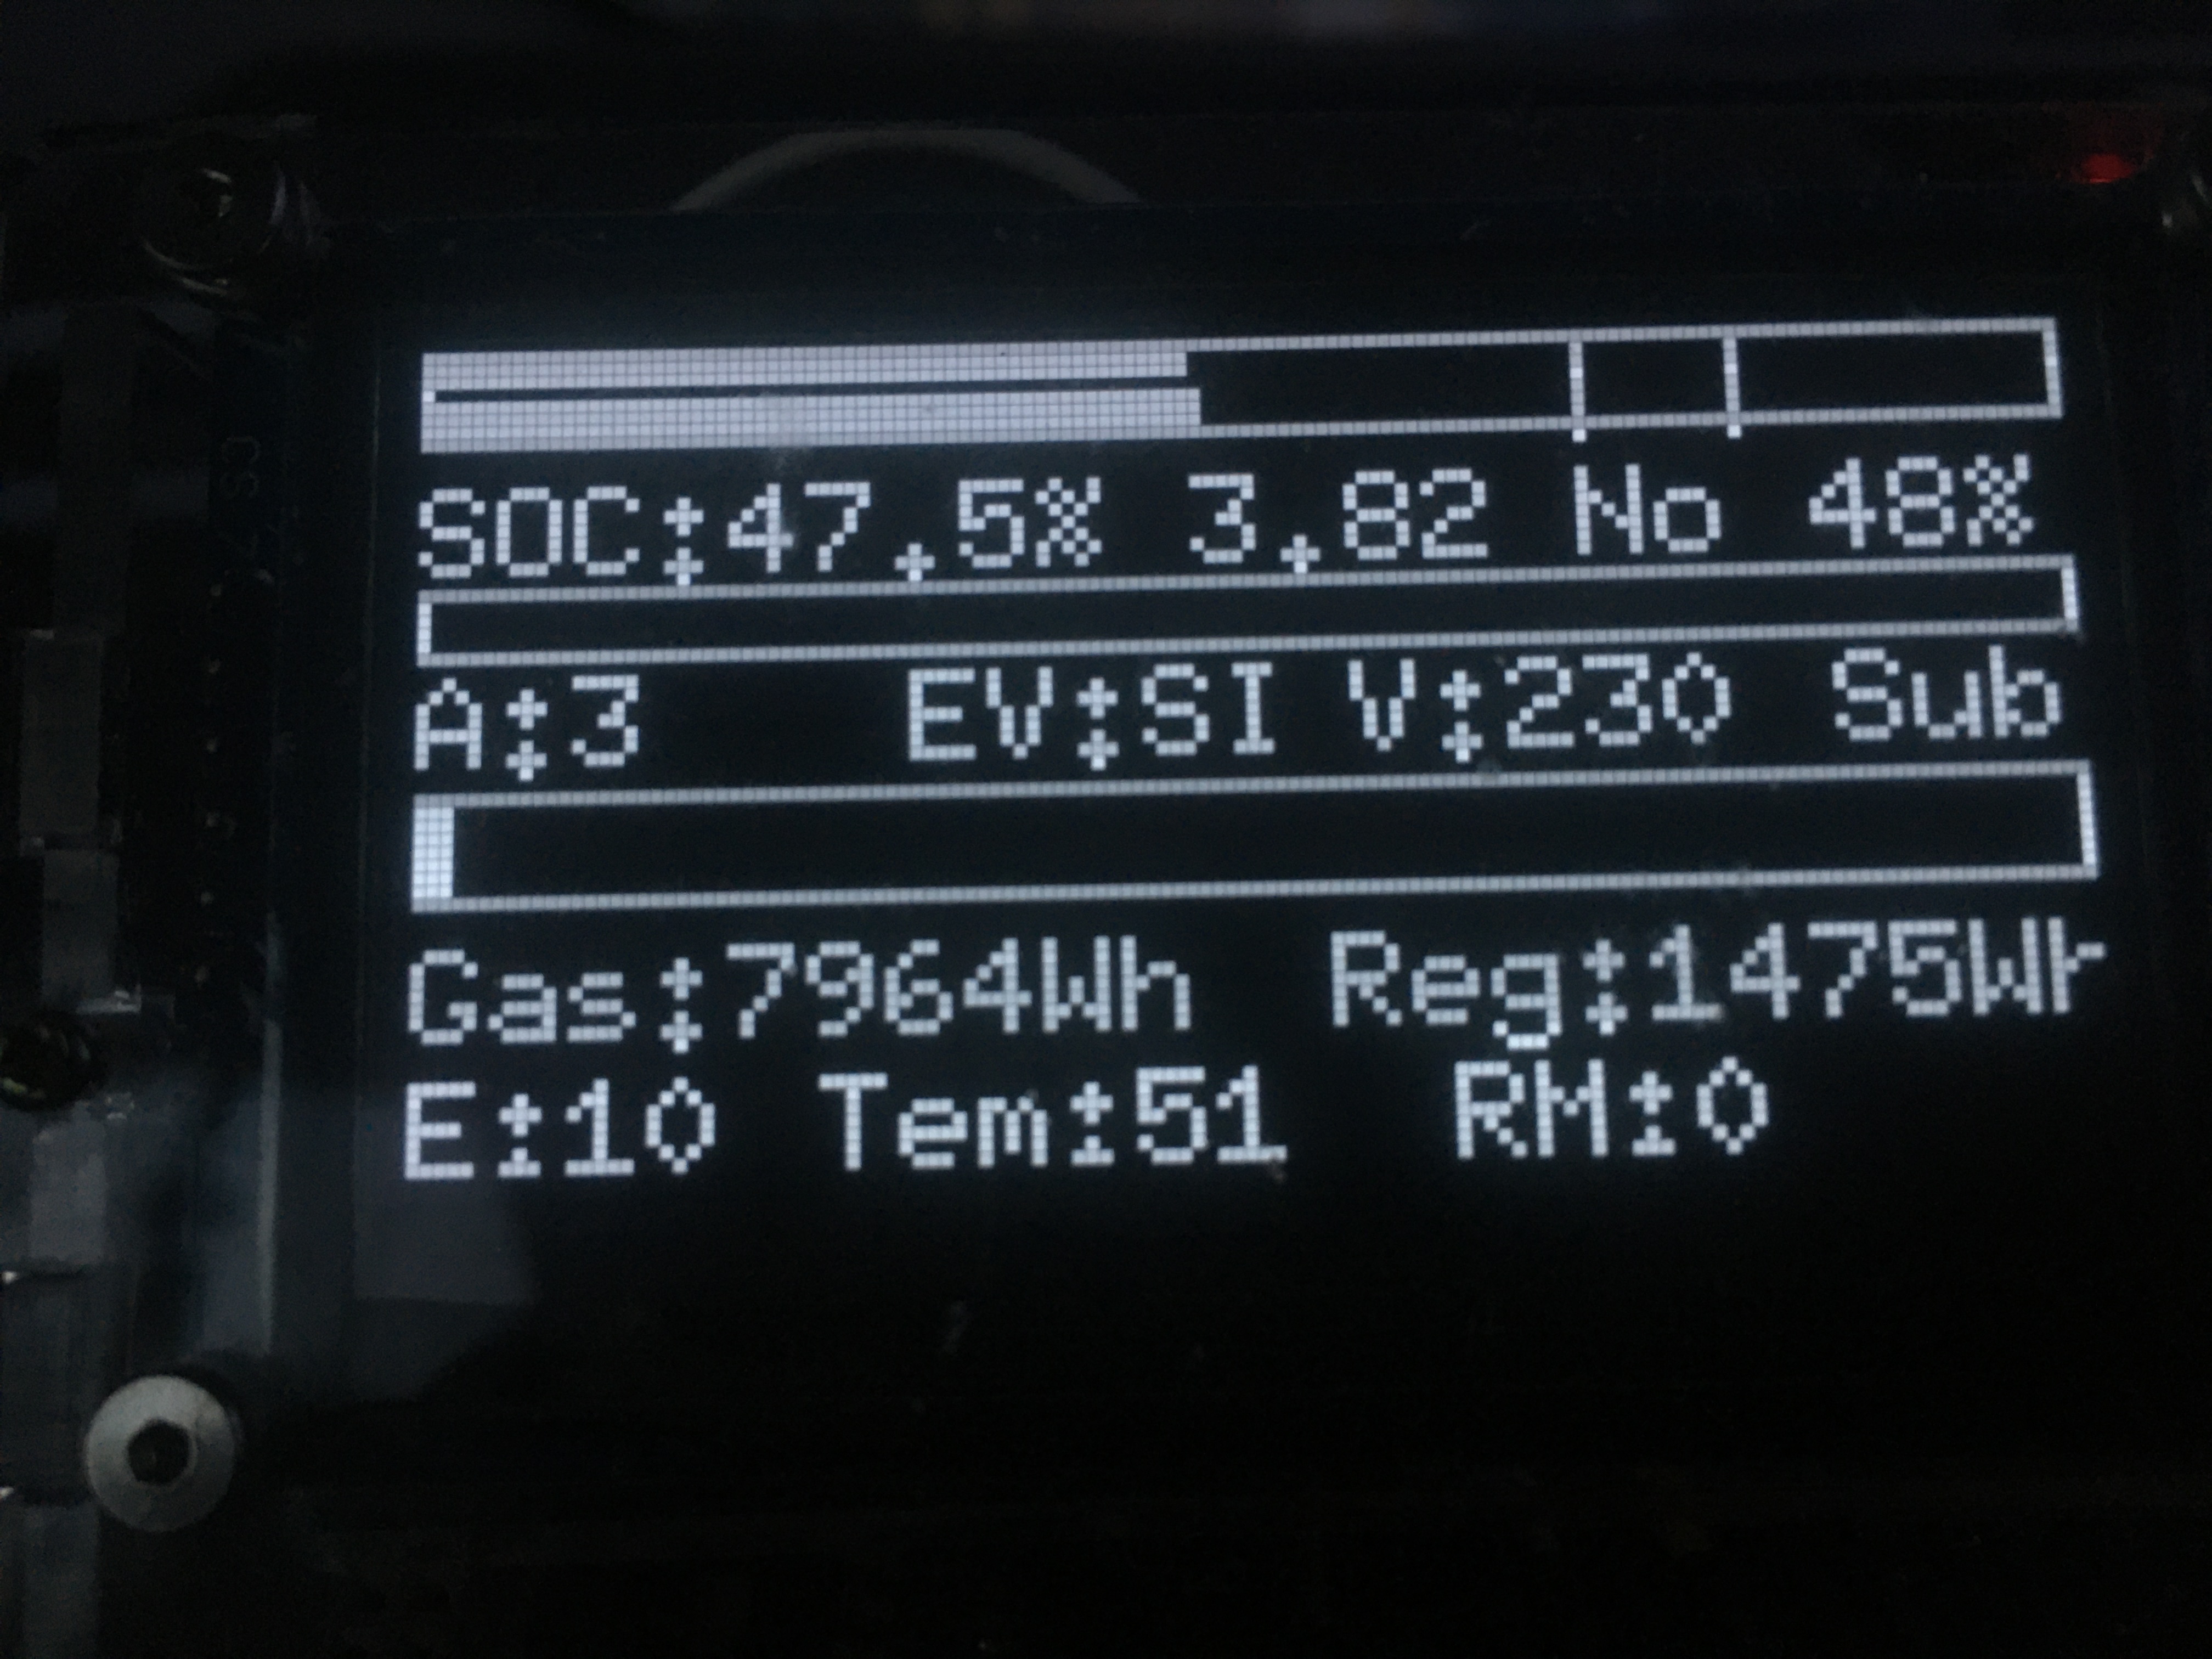 SOC:47.5% 3.82 No 48%
A:3 EV:SI V:230 Sub
Gas:7964Wh Reg:1475Wh
E:10 Tem:51 RM:0